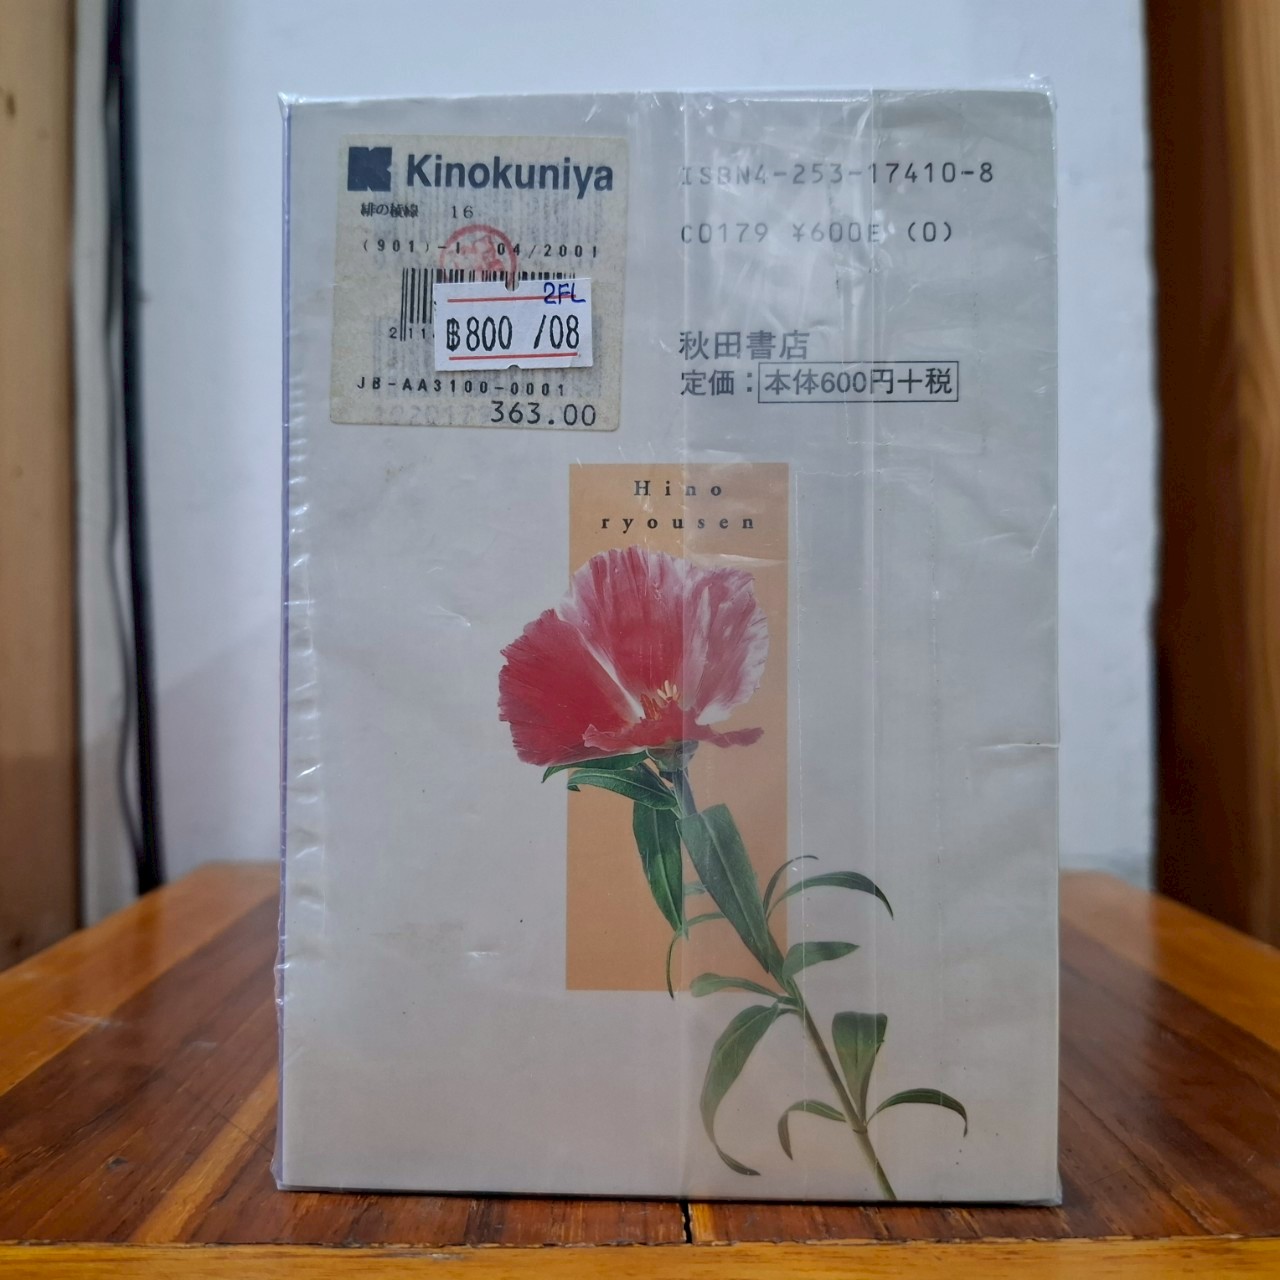 Kinokuniya
緋の稜線 16
(901)-1 04/2001
2FL
฿800 /08
211
JB-AA3100-0001
363.00
ISBN4-253-17410-8
C0179 ¥600E (0)
秋田書店
定価:本体600円+税
Hino
ryousen